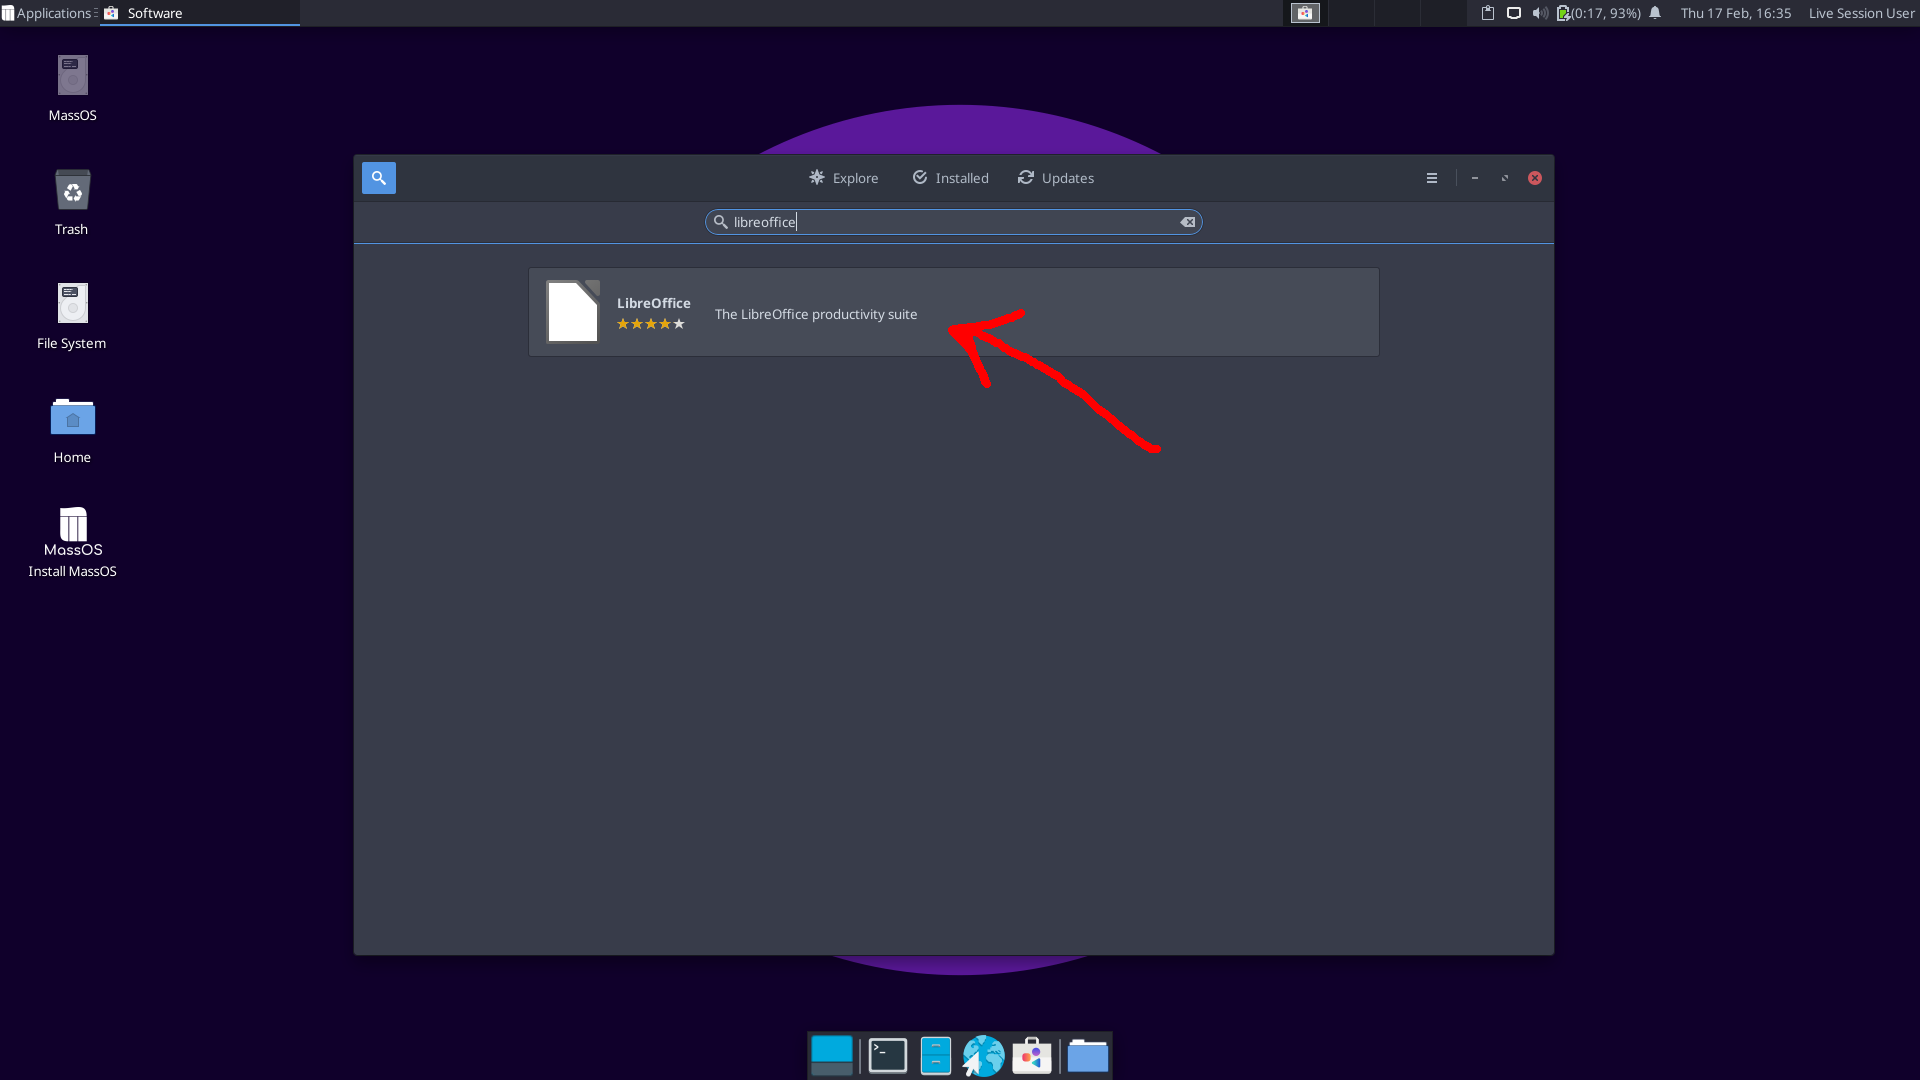 Applications
Software
(0:17, 93%)
Thu 17 Feb, 16:35
Live Session User
MassOS
Trash
File System
Home
MassOS
Install MassOS
Explore
Installed
Updates
libreoffice
LibreOffice
The LibreOffice productivity suite